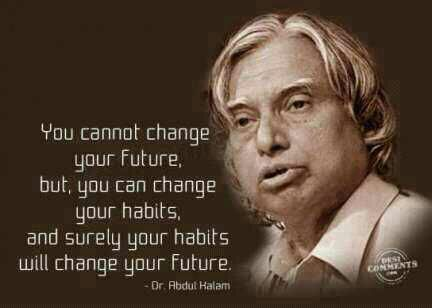 You cannot change
your future,
but, you can change
your habits,
and surely your habits
will change your future.
- Dr. Abdul Kalam
DESI
COMMENTS
.COM